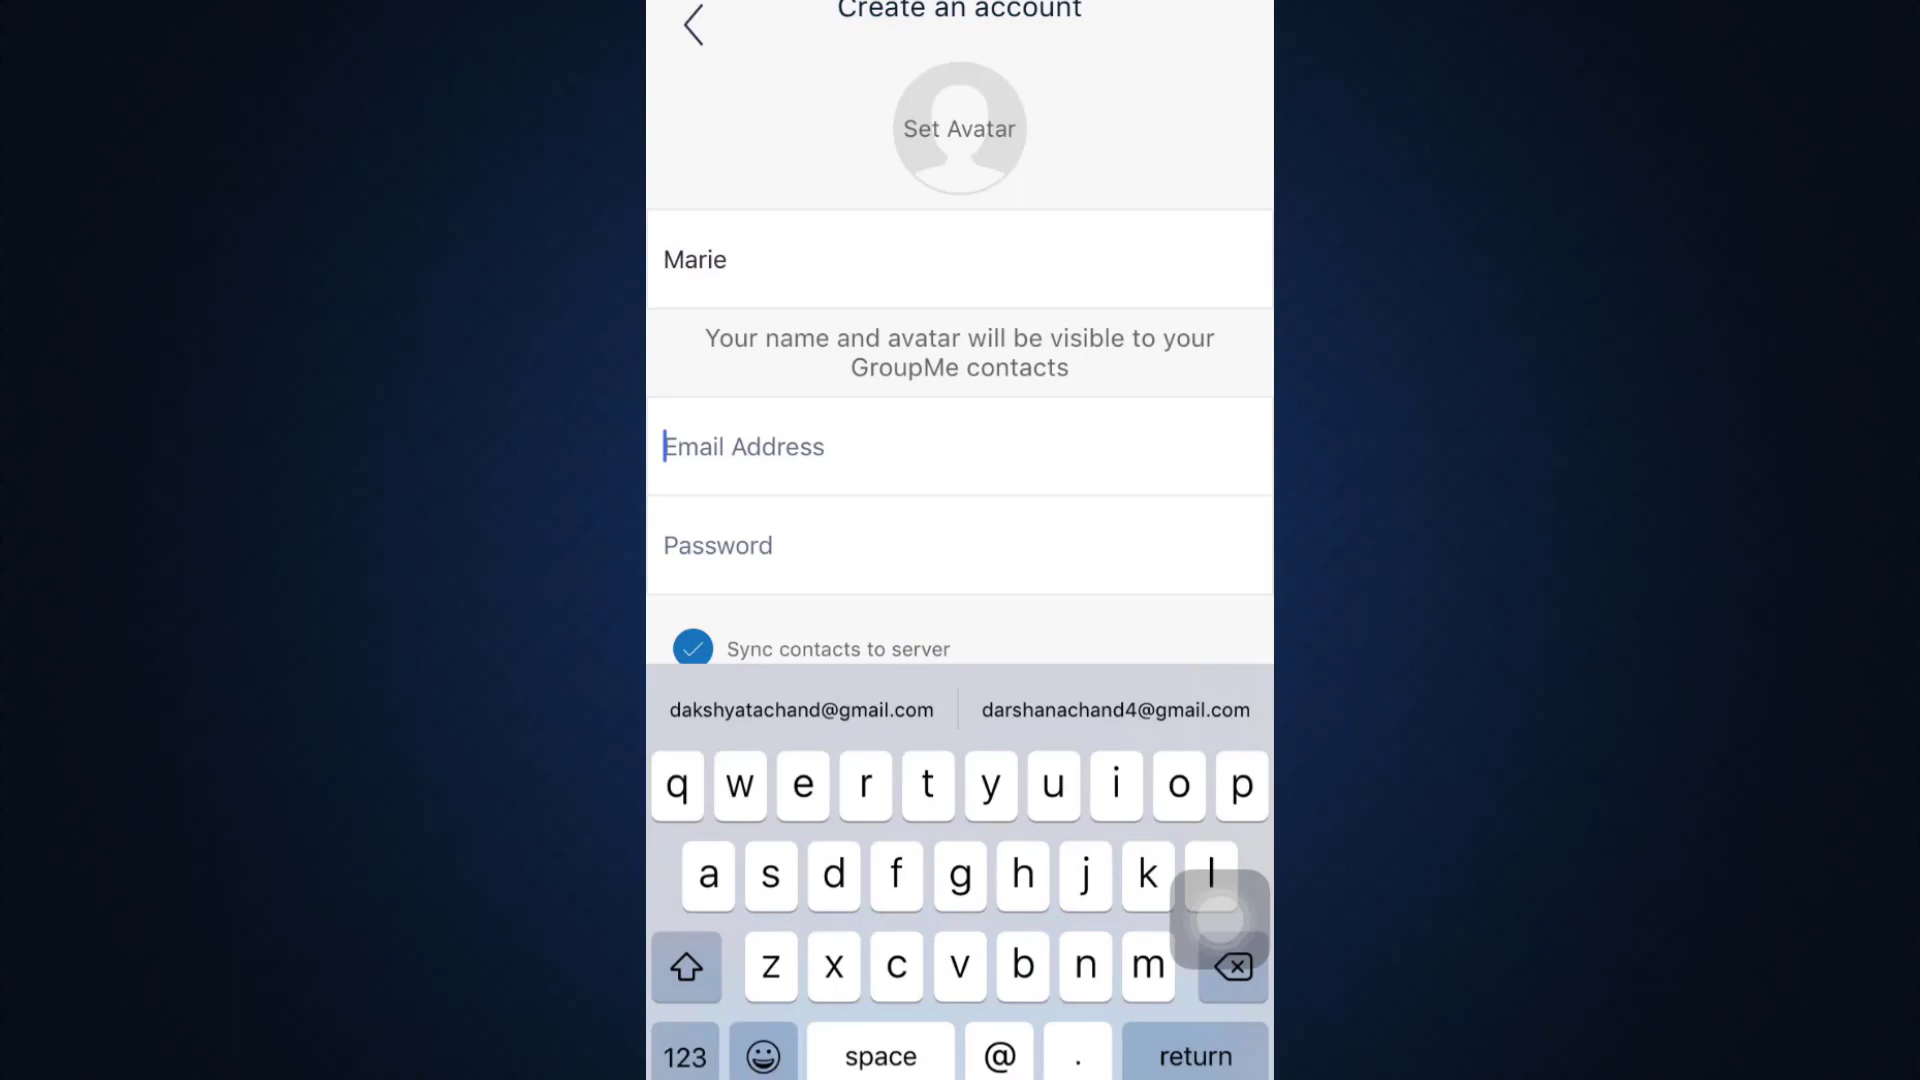 Create an account
Set Avatar
Marie
Your name and avatar will be visible to your
GroupMe contacts
Email Address
Password
Sync contacts to server
dakshyatachand@gmail.com darshanachand4@gmail.com
q w e r t y u i o p
a s d f g h j k l
z x c v b n m
123 space @ . return